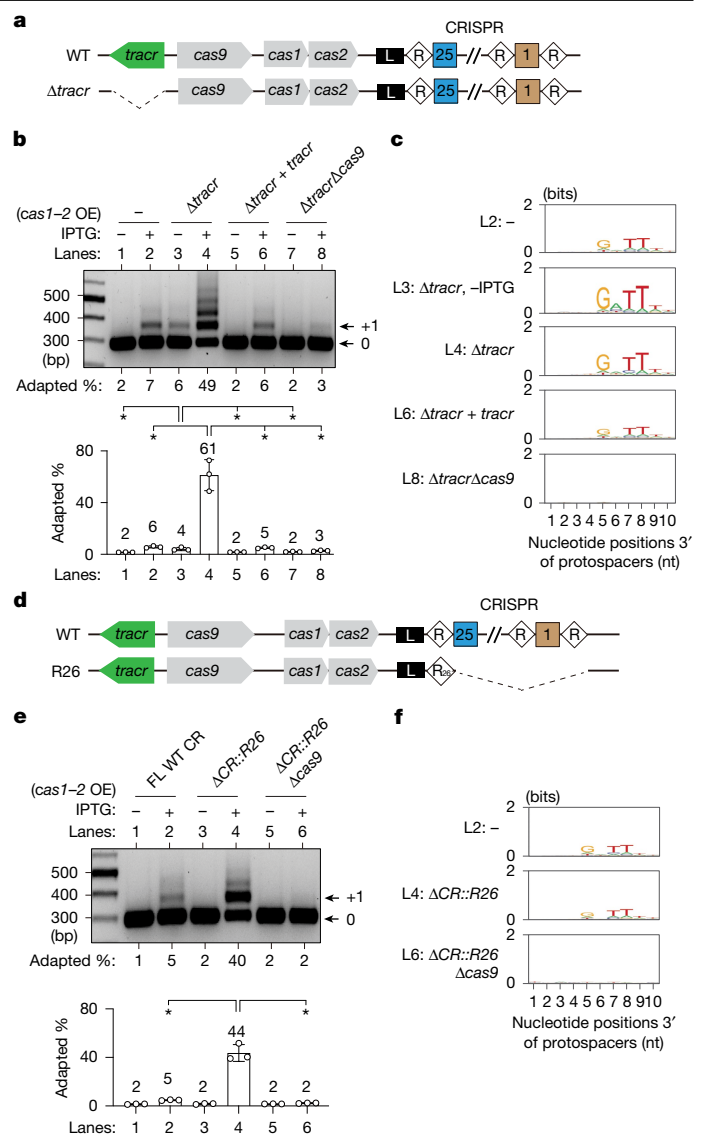 a
CRISPR
WT tracr cas9 cas1 cas2 L R 25 // R 1 R
Δtracr cas9 cas1 cas2 L R 25 // R 1 R
b
(cas1–2 OE) – Δtracr Δtracr + tracr ΔtracrΔcas9
IPTG: – + – + – + – +
Lanes: 1 2 3 4 5 6 7 8
500
400
+1
300
0
(bp)
Adapted %: 2 7 6 49 2 6 2 3
* * * * * *
Adapted %
80
40
0
2 6 4 61 2 5 2 3
Lanes: 1 2 3 4 5 6 7 8
c
(bits)
L2: – 2 0 G TT
L3: Δtracr, –IPTG 2 0 G A TT
L4: Δtracr 2 0 G TT
L6: Δtracr + tracr 2 0 G TT
L8: ΔtracrΔcas9 2 0
1 2 3 4 5 6 7 8 9 10
Nucleotide positions 3′
of protospacers (nt)
d
CRISPR
WT tracr cas9 cas1 cas2 L R 25 // R 1 R
R26 tracr cas9 cas1 cas2 L R26
e
(cas1–2 OE) FL WT CR ΔCR::R26 ΔCR::R26 Δcas9
IPTG: – + – + – +
Lanes: 1 2 3 4 5 6
500
400
+1
300
0
(bp)
Adapted %: 1 5 2 40 2 2
* *
Adapted %
80
40
0
2 5 2 44 2 2
Lanes: 1 2 3 4 5 6
f
(bits)
L2: – 2 0 G TT
L4: ΔCR::R26 2 0 G TT
L6: ΔCR::R26
Δcas9
2 0
1 2 3 4 5 6 7 8 9 10
Nucleotide positions 3′
of protospacers (nt)